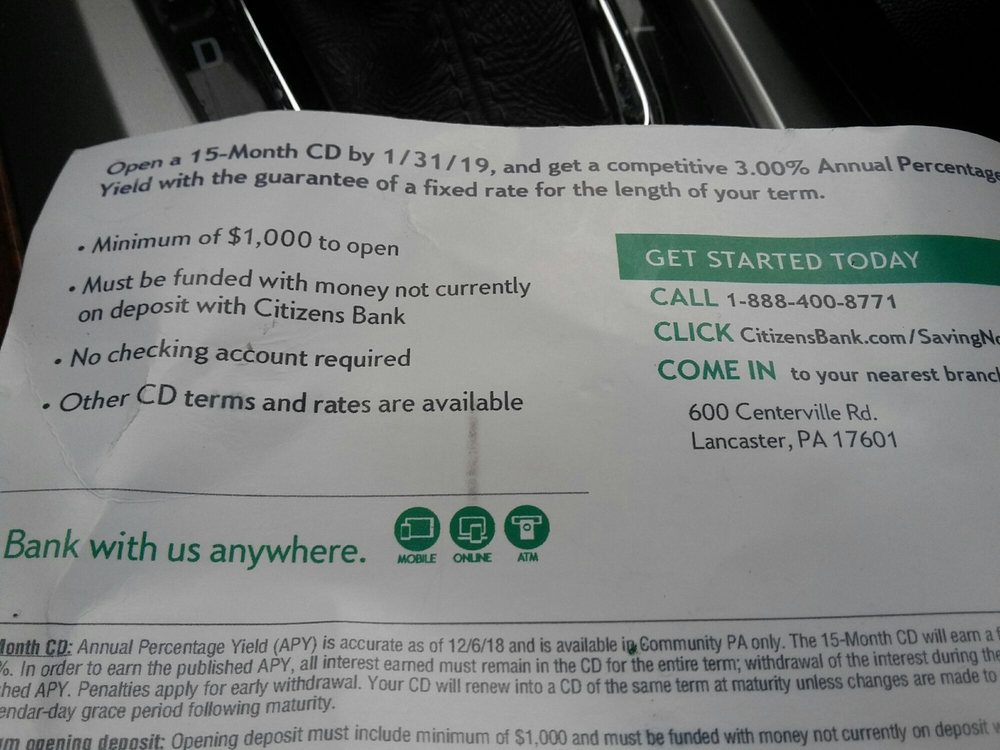 D
Open a 15-Month CD by 1/31/19, and get a competitive 3.00% Annual Percentage
Yield with the guarantee of a fixed rate for the length of your term.
• Minimum of $1,000 to open
• Must be funded with money not currently
on deposit with Citizens Bank
• No checking account required
• Other CD terms and rates are available
GET STARTED TODAY
CALL 1-888-400-8771
CLICK CitizensBank.com/SavingNo
COME IN to your nearest branch
600 Centerville Rd.
Lancaster, PA 17601
Bank with us anywhere.
MOBILE ONLINE ATM
Month CD: Annual Percentage Yield (APY) is accurate as of 12/6/18 and is available in Community PA only. The 15-Month CD will earn a
%. In order to earn the published APY, all interest earned must remain in the CD for the entire term; withdrawal of the interest during the
hed APY. Penalties apply for early withdrawal. Your CD will renew into a CD of the same term at maturity unless changes are made to
endar-day grace period following maturity.
um opening deposit: Opening deposit must include minimum of $1,000 and must be funded with money not currently on deposit